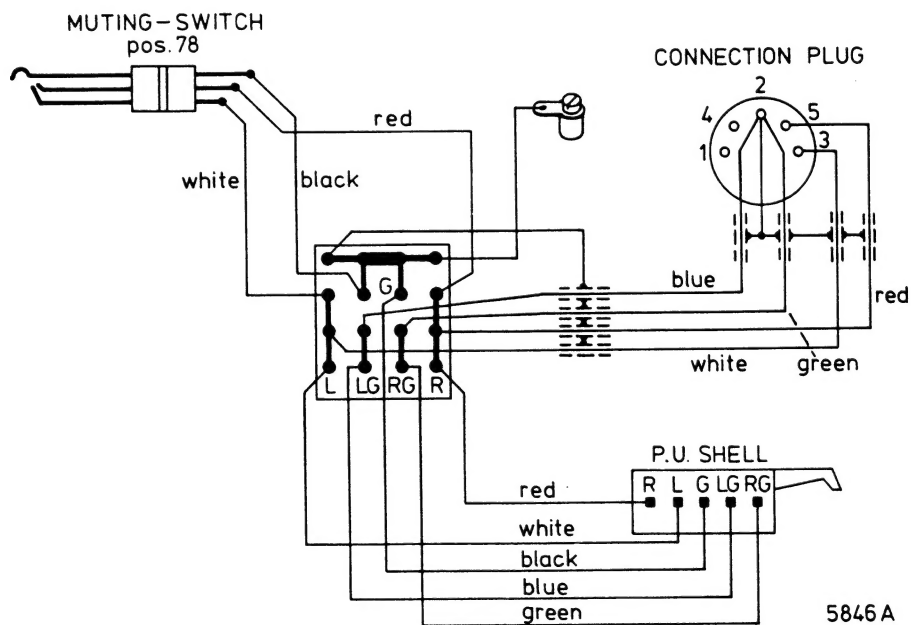 MUTING-SWITCH
pos. 78
CONNECTION PLUG
2
4
5
1
3
red
white
black
G
blue
red
white
green
L LG RG R
P.U. SHELL
R L G LG RG
red
white
black
blue
green
5846 A